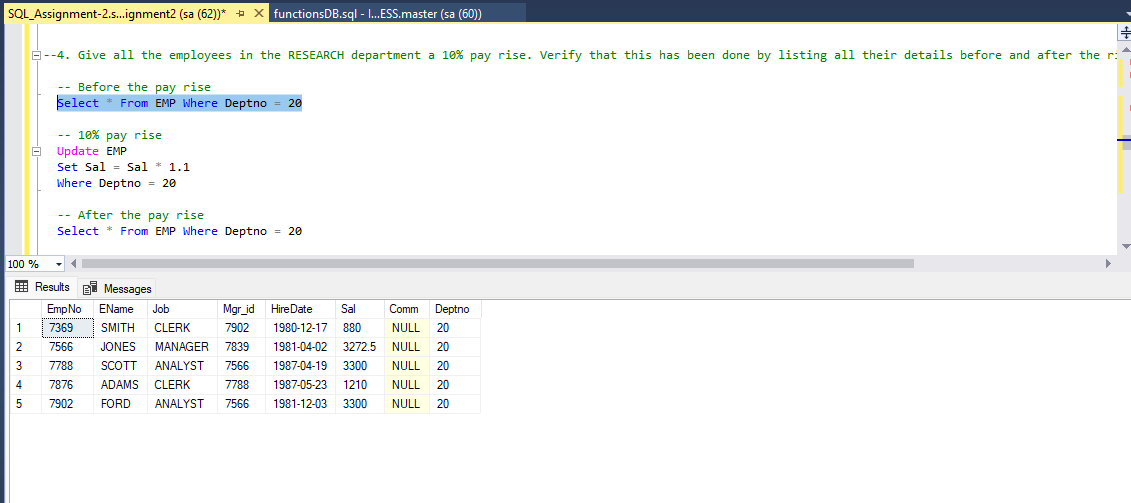 SQL_Assignment-2.s...ignment2 (sa (62))* functionsDB.sql - l...ESS.master (sa (60))
--4. Give all the employees in the RESEARCH department a 10% pay rise. Verify that this has been done by listing all their details before and after the ri
-- Before the pay rise
Select * From EMP Where Deptno = 20
-- 10% pay rise
Update EMP
Set Sal = Sal * 1.1
Where Deptno = 20
-- After the pay rise
Select * From EMP Where Deptno = 20
100 %
Results Messages
EmpNo EName Job Mgr_id HireDate Sal Comm Deptno
1 7369 SMITH CLERK 7902 1980-12-17 880 NULL 20
2 7566 JONES MANAGER 7839 1981-04-02 3272.5 NULL 20
3 7788 SCOTT ANALYST 7566 1987-04-19 3300 NULL 20
4 7876 ADAMS CLERK 7788 1987-05-23 1210 NULL 20
5 7902 FORD ANALYST 7566 1981-12-03 3300 NULL 20